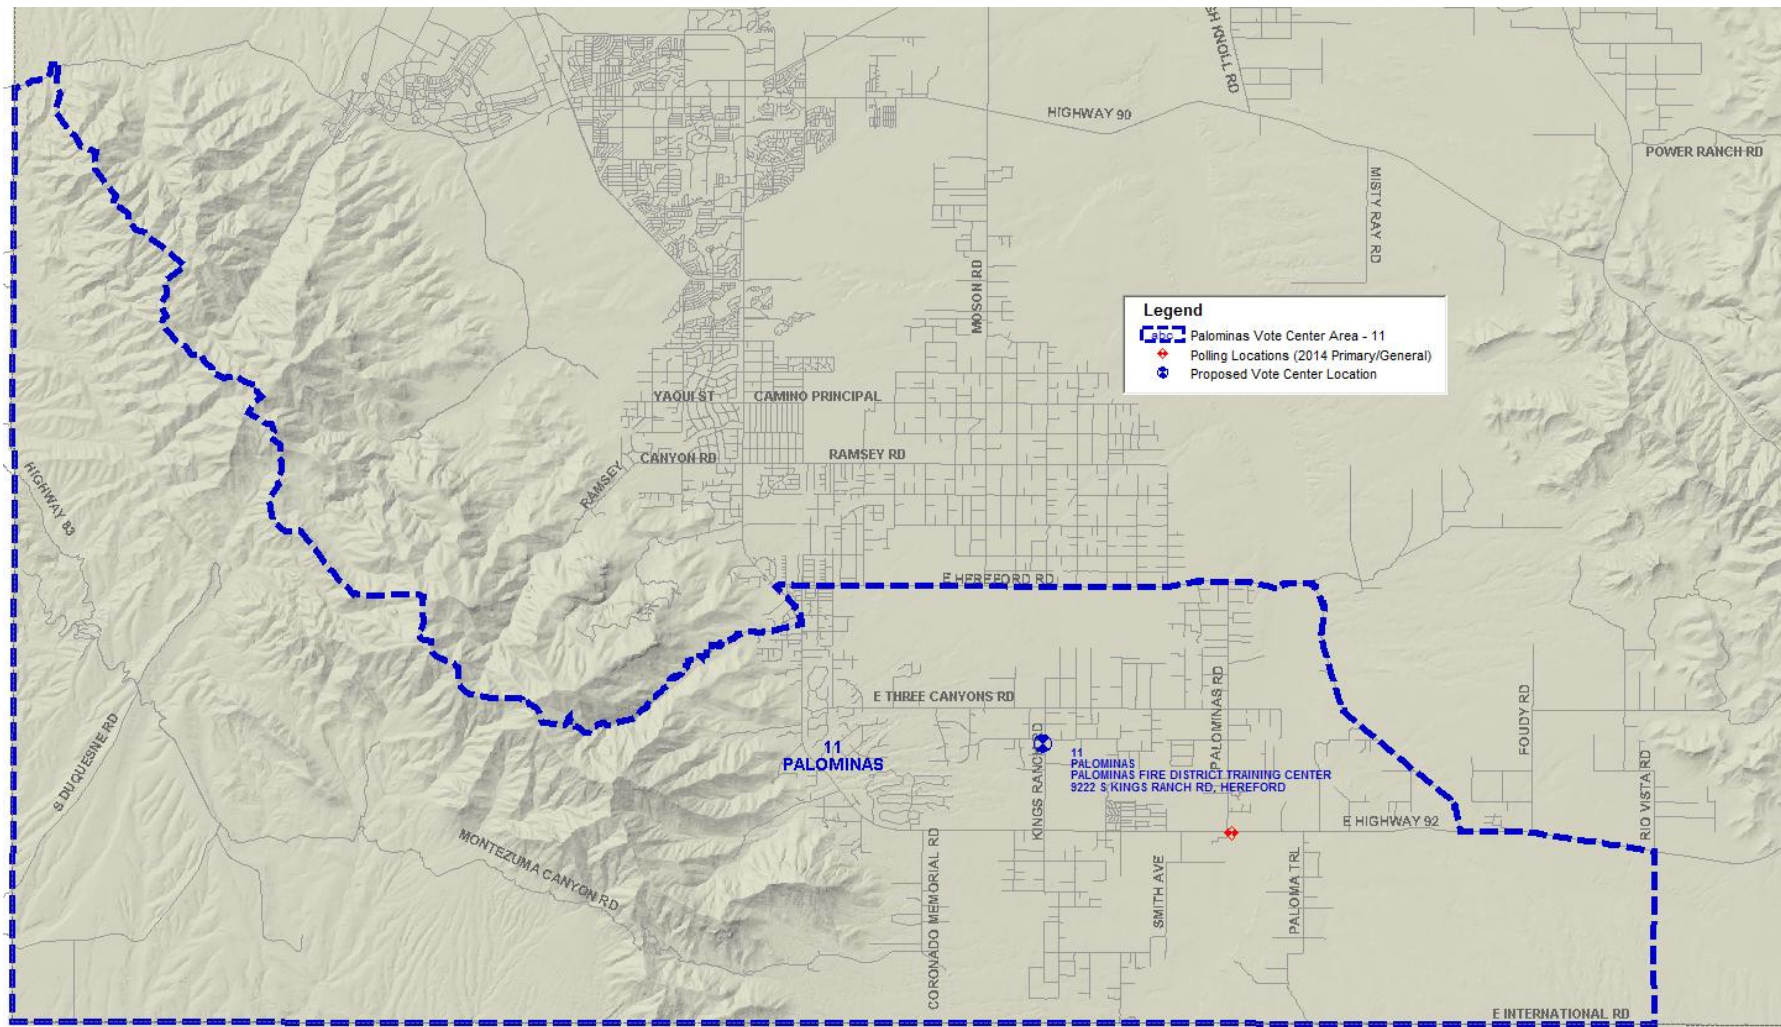 GH KNOLL RD
HIGHWAY 90
POWER RANCH RD
MISTY RAY RD
MOSON RD
Legend
abc Palominas Vote Center Area - 11
Polling Locations (2014 Primary/General)
Proposed Vote Center Location
YAQUI ST
CAMINO PRINCIPAL
RAMSEY
CANYON RD
RAMSEY RD
HIGHWAY 83
E HEREFORD RD
E THREE CANYONS RD
PALOMINAS RD
FOUDY RD
RIO VISTA RD
S DUQUESNE RD
11
PALOMINAS
KINGS RANCH RD
11
PALOMINAS
PALOMINAS FIRE DISTRICT TRAINING CENTER
9222 S KINGS RANCH RD, HEREFORD
E HIGHWAY 92
MONTEZUMA CANYON RD
CORONADO MEMORIAL RD
SMITH AVE
PALOMA TRL
E INTERNATIONAL RD